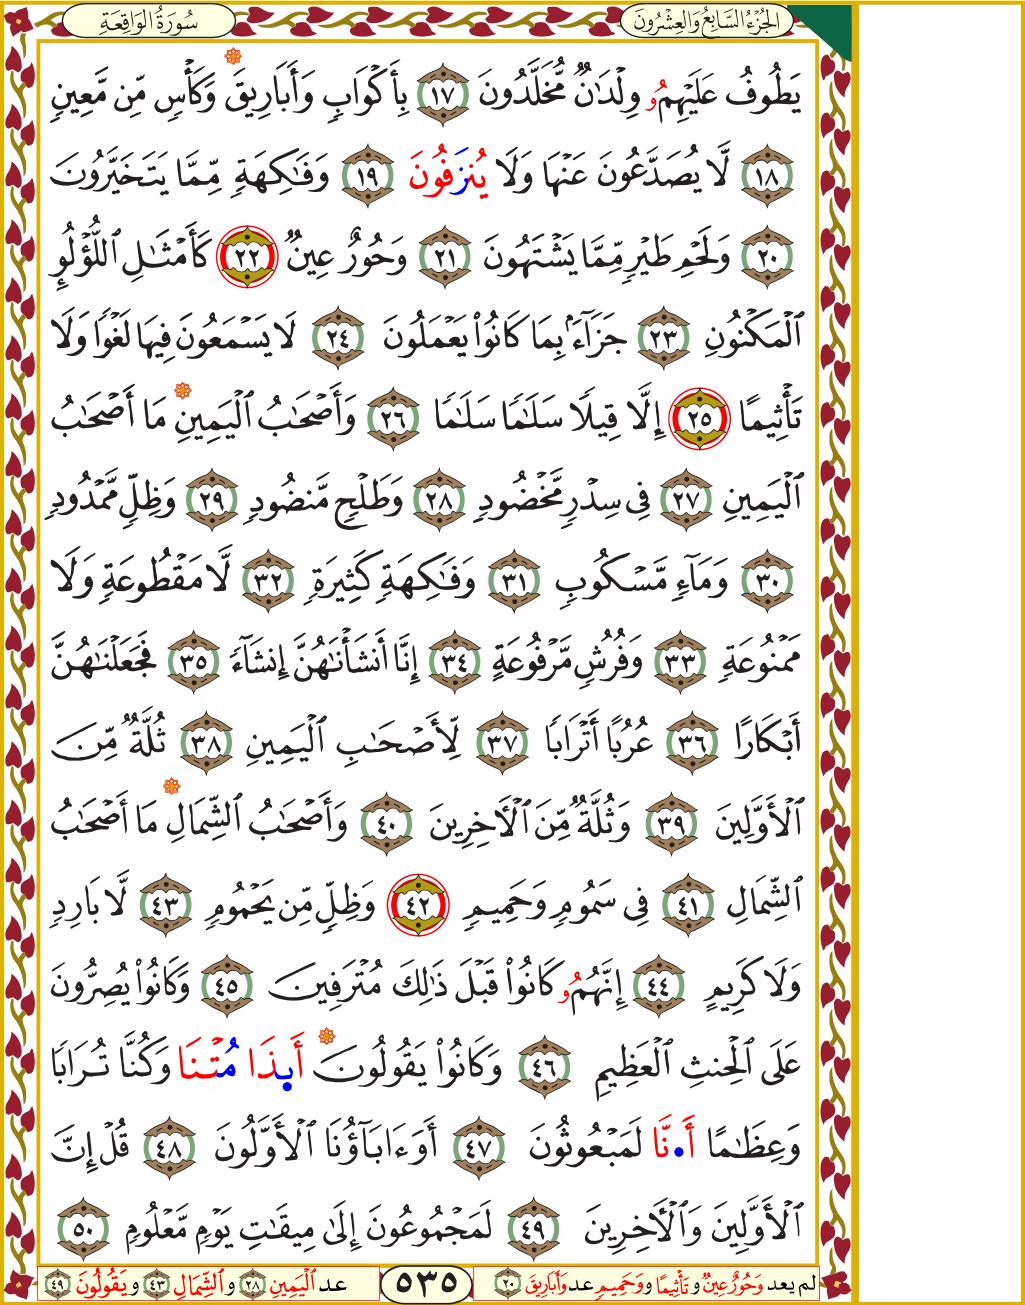 سُورَةُ الوَاقِعَةِ
الجُزْءُ السَّابِعُ وَالعِشْرُونَ
يَطُوفُ عَلَيْهِمُۥ وِلْدَٰنٌ مُّخَلَّدُونَ ١٧ بِأَكْوَابٍ وَأَبَارِيقَ وَكَأْسٍ مِّن مَّعِينٍ
١٨ لَّا يُصَدَّعُونَ عَنْهَا وَلَا يُنزَفُونَ ١٩ وَفَٰكِهَةٍ مِّمَّا يَتَخَيَّرُونَ
٢٠ وَلَحْمِ طَيْرٍ مِّمَّا يَشْتَهُونَ ٢١ وَحُورٌ عِينٌ ٢٢ كَأَمْثَٰلِ ٱللُّؤْلُوِٕ
ٱلْمَكْنُونِ ٢٣ جَزَآءَۢ بِمَا كَانُوا۟ يَعْمَلُونَ ٢٤ لَا يَسْمَعُونَ فِيهَا لَغْوًا وَلَا
تَأْثِيمًا ٢٥ إِلَّا قِيلًا سَلَٰمًا سَلَٰمًا ٢٦ وَأَصْحَٰبُ ٱلْيَمِينِ مَا أَصْحَٰبُ
ٱلْيَمِينِ ٢٧ فِى سِدْرٍ مَّخْضُودٍ ٢٨ وَطَلْحٍ مَّنضُودٍ ٢٩ وَظِلٍّ مَّمْدُودٍ
٣٠ وَمَآءٍ مَّسْكُوبٍ ٣١ وَفَٰكِهَةٍ كَثِيرَةٍ ٣٢ لَّا مَقْطُوعَةٍ وَلَا
مَمْنُوعَةٍ ٣٣ وَفُرُشٍ مَّرْفُوعَةٍ ٣٤ إِنَّا أَنشَأْنَٰهُنَّ إِنشَآءً ٣٥ فَجَعَلْنَٰهُنَّ
أَبْكَارًا ٣٦ عُرُبًا أَتْرَابًا ٣٧ لِّأَصْحَٰبِ ٱلْيَمِينِ ٣٨ ثُلَّةٌ مِّنَ
ٱلْأَوَّلِينَ ٣٩ وَثُلَّةٌ مِّنَ ٱلْأَخِرِينَ ٤٠ وَأَصْحَٰبُ ٱلشِّمَالِ مَا أَصْحَٰبُ
ٱلشِّمَالِ ٤١ فِى سَمُومٍ وَحَمِيمٍ ٤٢ وَظِلٍّ مِّن يَحْمُومٍ ٤٣ لَّا بَارِدٍ
وَلَا كَرِيمٍ ٤٤ إِنَّهُمُۥ كَانُوا۟ قَبْلَ ذَٰلِكَ مُتْرَفِينَ ٤٥ وَكَانُوا۟ يُصِرُّونَ
عَلَى ٱلْحِنثِ ٱلْعَظِيمِ ٤٦ وَكَانُوا۟ يَقُولُونَ أَىِٕذَا مُتْنَا وَكُنَّا تُرَابًا
وَعِظَٰمًا أَ•نَّا لَمَبْعُوثُونَ ٤٧ أَوَءَابَآؤُنَا ٱلْأَوَّلُونَ ٤٨ قُلْ إِنَّ
ٱلْأَوَّلِينَ وَٱلْأَخِرِينَ ٤٩ لَمَجْمُوعُونَ إِلَىٰ مِيقَٰتِ يَوْمٍ مَّعْلُومٍ ٥٠
لم يعد وَحُورٌ عِينٌ و تَأْثِيمًا و وَحَمِيمٍ عد وَأَبَارِيقَ ٢٠
٥٣٥
عد ٱلْيَمِينِ ٢٨ و ٱلشِّمَالِ ٤٣ و يَقُولُونَ ٤٩